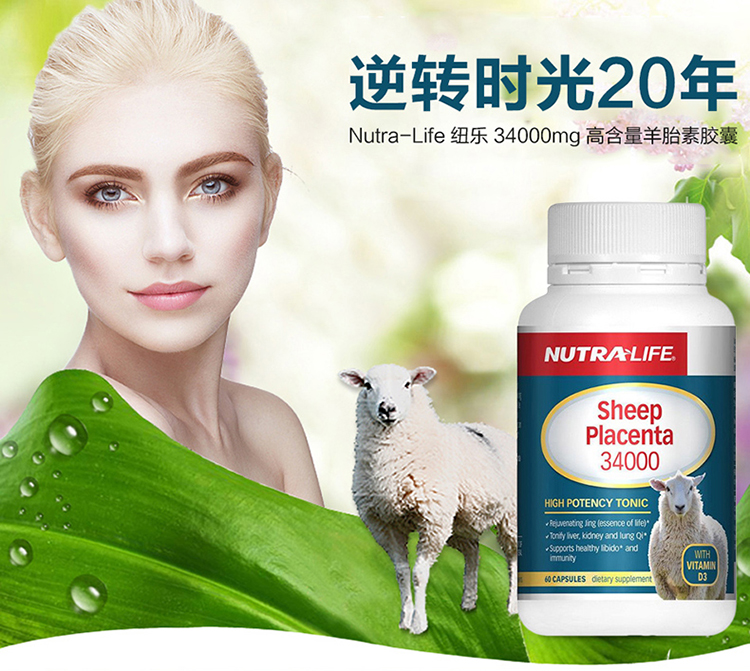 逆转时光20年
Nutra-Life 纽乐 34000mg 高含量羊胎素胶囊
NUTRA-LIFE®
Sheep
Placenta
34000
HIGH POTENCY TONIC
✓Rejuvenating Jing (essence of life)*
✓Tonify liver, kidney and lung Qi*
✓Supports healthy libido* and
immunity
WITH
VITAMIN
D3
60 CAPSULES dietary supplement